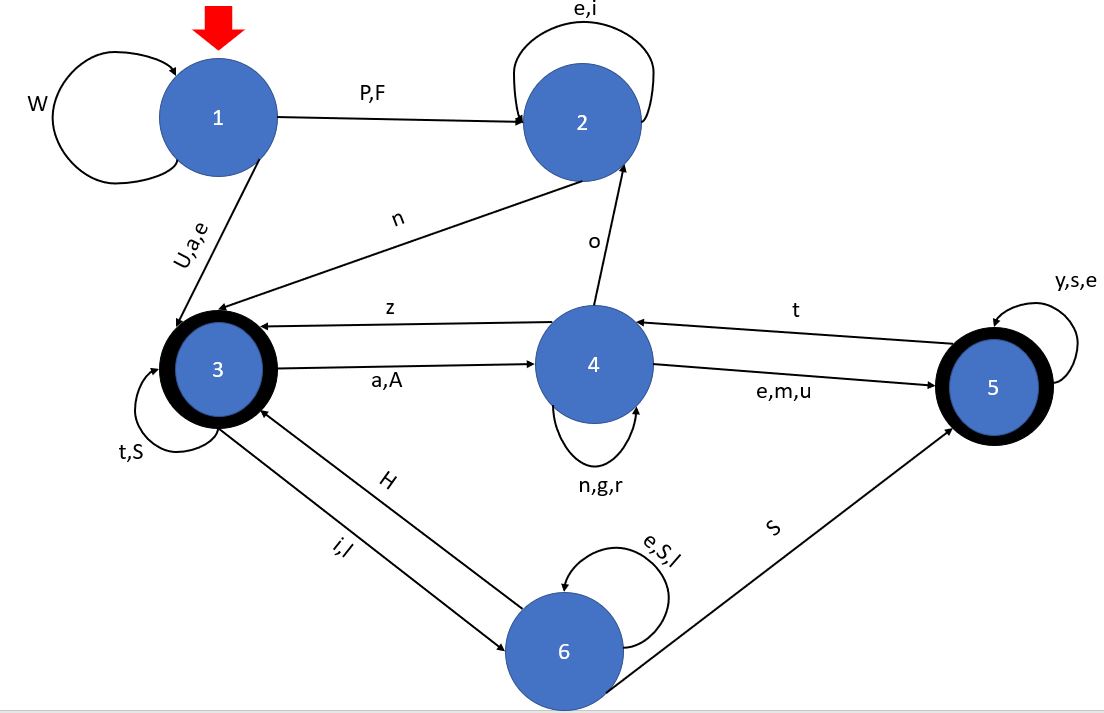 e,i
W
1
P,F
2
U,a,e
n
o
y,s,e
z
t
3
a,A
4
e,m,u
5
t,S
n,g,r
H
S
i,l
e,S,l
6